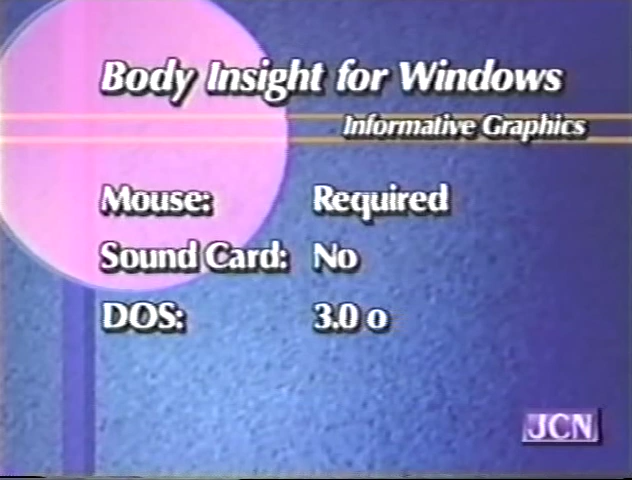 Body Insight for Windows
Informative Graphics
Mouse: Required
Sound Card: No
DOS: 3.0 o
JCN